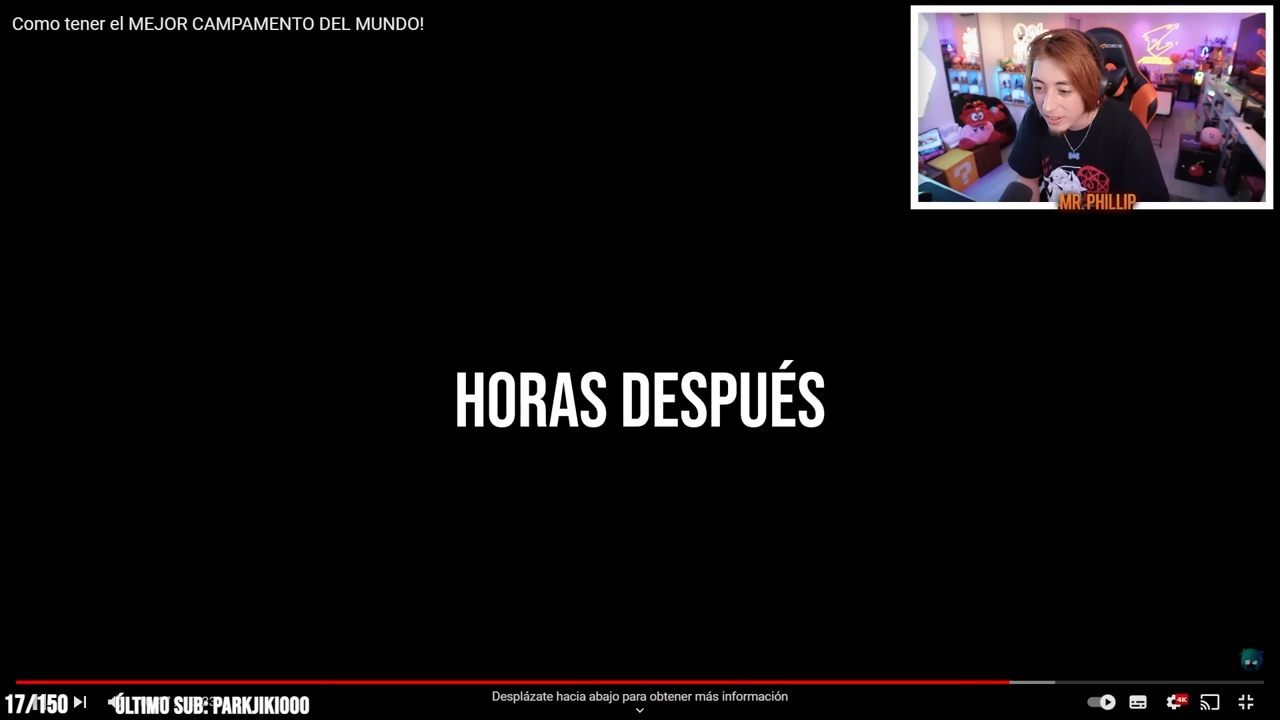 Como tener el MEJOR CAMPAMENTO DEL MUNDO!
MR. PHILLIP
HORAS DESPUÉS
17/150
ÚLTIMO SUB: PARKJIKI000
Desplázate hacia abajo para obtener más información
4K